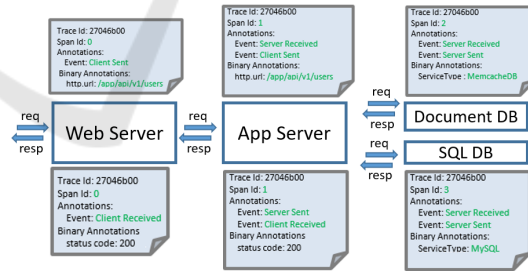 Trace Id: 27046b00
Span Id: 0
Annotations:
Event: Client Sent
Binary Annotations:
http.url: /app/api/v1/users
Trace Id: 27046b00
Span Id: 1
Annotations:
Event: Server Received
Event: Client Sent
Binary Annotations:
http.url: /app/api/v1/users
Trace Id: 27046b00
Span Id: 2
Annotations:
Event: Server Received
Event: Server Sent
Binary Annotations:
ServiceType : MemcacheDB
req
resp
Web Server
req
resp
App Server
req
resp
Document DB
req
resp
SQL DB
Trace Id: 27046b00
Span Id: 0
Annotations:
Event: Client Received
Binary Annotations
status code: 200
Trace Id: 27046b00
Span Id: 1
Annotations:
Event: Server Sent
Event: Client Received
Binary Annotations
status code: 200
Trace Id: 27046b00
Span Id: 3
Annotations:
Event: Server Received
Event: Server Sent
Binary Annotations:
ServiceType: MySQL